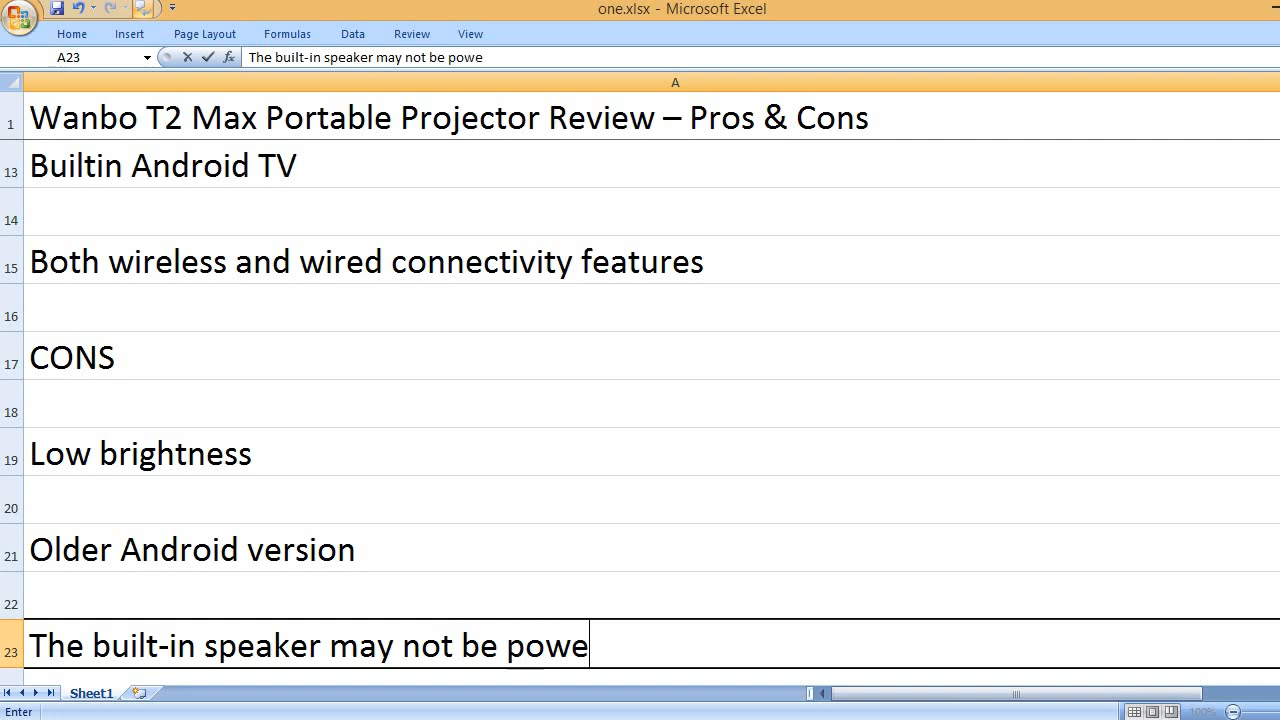 one.xlsx - Microsoft Excel
Home Insert Page Layout Formulas Data Review View
A23 fx The built-in speaker may not be powe
A
1 Wanbo T2 Max Portable Projector Review – Pros & Cons
13 Builtin Android TV
14
15 Both wireless and wired connectivity features
16
17 CONS
18
19 Low brightness
20
21 Older Android version
22
23 The built-in speaker may not be powe
Sheet1
Enter 100%